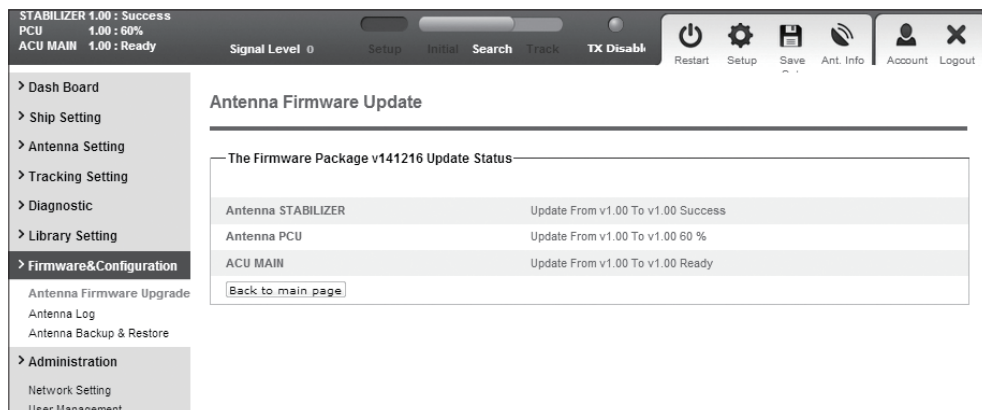 STABILIZER 1.00 : Success
PCU 1.00 : 60%
ACU MAIN 1.00 : Ready
Signal Level 0
Setup
Initial Search Track
TX Disabl
Restart
Setup
Save
Ant. Info
Account
Logout
> Dash Board
> Ship Setting
> Antenna Setting
> Tracking Setting
> Diagnostic
> Library Setting
> Firmware&Configuration
Antenna Firmware Upgrade
Antenna Log
Antenna Backup & Restore
> Administration
Network Setting
User Management
Antenna Firmware Update
The Firmware Package v141216 Update Status
Antenna STABILIZER Update From v1.00 To v1.00 Success
Antenna PCU Update From v1.00 To v1.00 60 %
ACU MAIN Update From v1.00 To v1.00 Ready
Back to main page